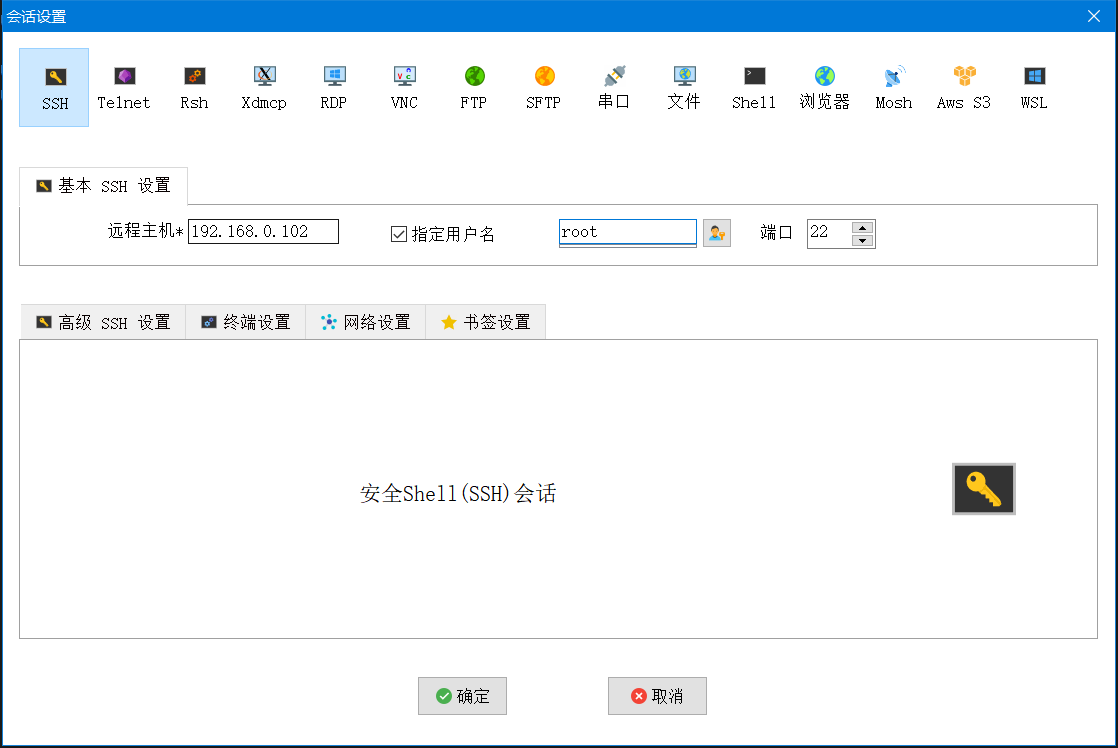 会话设置
SSH Telnet Rsh Xdmcp RDP VNC FTP SFTP 串口 文件 Shell 浏览器 Mosh Aws S3 WSL
基本 SSH 设置
远程主机* 192.168.0.102 指定用户名 root 端口 22
高级 SSH 设置 终端设置 网络设置 书签设置
安全Shell(SSH)会话
确定 取消